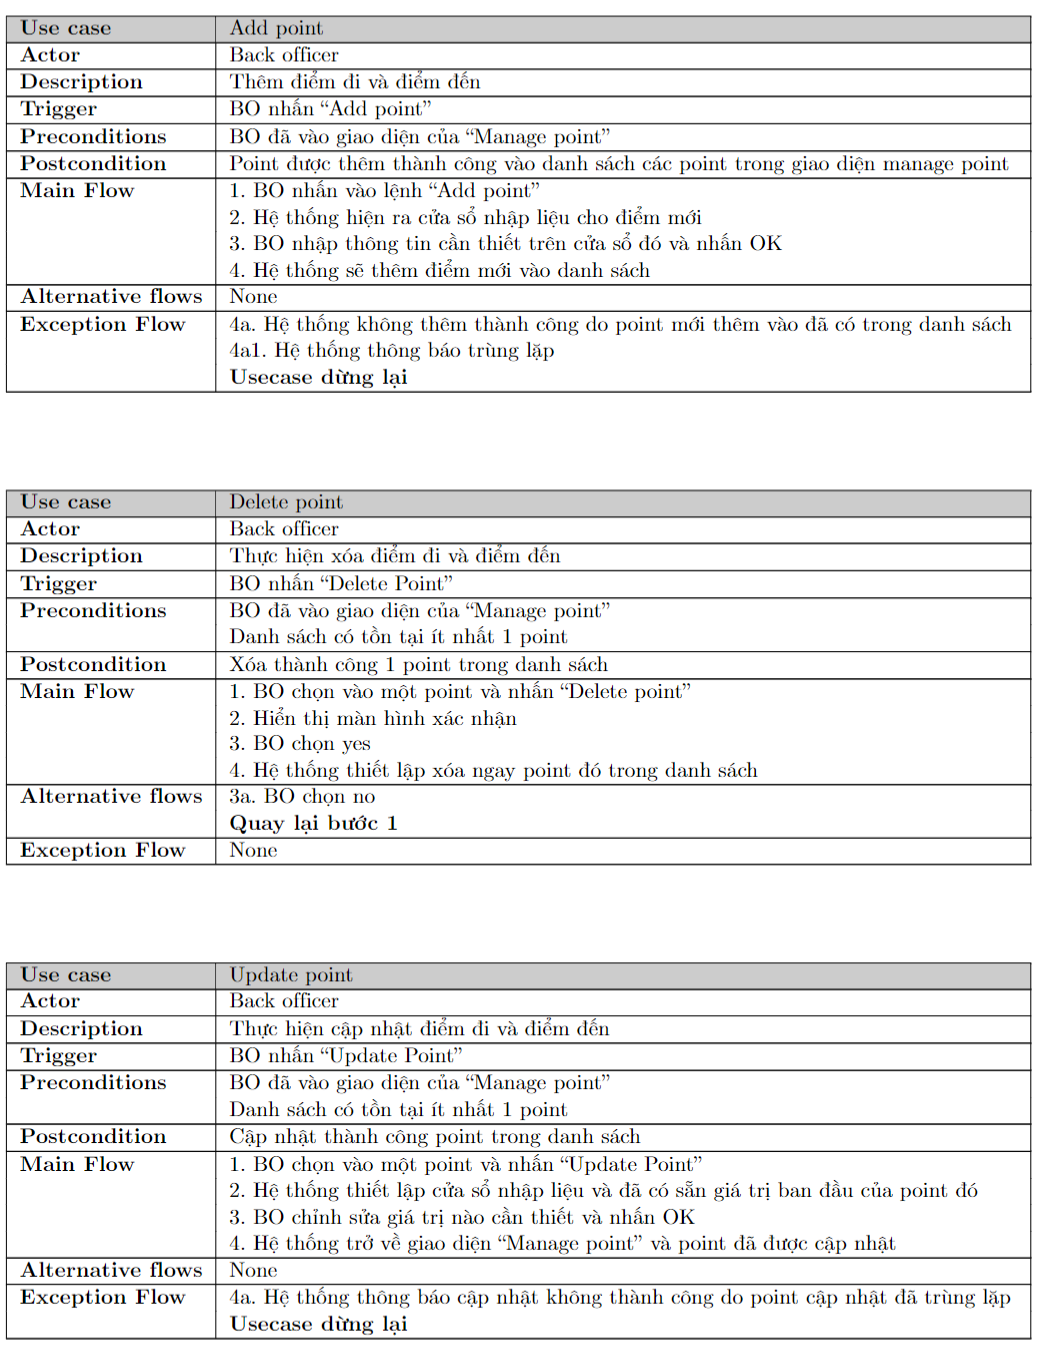 Use case Add point
Actor Back officer
Description Thêm điểm đi và điểm đến
Trigger BO nhấn “Add point”
Preconditions BO đã vào giao diện của “Manage point”
Postcondition Point được thêm thành công vào danh sách các point trong giao diện manage point
Main Flow 1. BO nhấn vào lệnh “Add point”
2. Hệ thống hiện ra cửa sổ nhập liệu cho điểm mới
3. BO nhập thông tin cần thiết trên cửa sổ đó và nhấn OK
4. Hệ thống sẽ thêm điểm mới vào danh sách
Alternative flows None
Exception Flow 4a. Hệ thống không thêm thành công do point mới thêm vào đã có trong danh sách
4a1. Hệ thống thông báo trùng lặp
Usecase dừng lại
Use case Delete point
Actor Back officer
Description Thực hiện xóa điểm đi và điểm đến
Trigger BO nhấn “Delete Point”
Preconditions BO đã vào giao diện của “Manage point”
Danh sách có tồn tại ít nhất 1 point
Postcondition Xóa thành công 1 point trong danh sách
Main Flow 1. BO chọn vào một point và nhấn “Delete point”
2. Hiển thị màn hình xác nhận
3. BO chọn yes
4. Hệ thống thiết lập xóa ngay point đó trong danh sách
Alternative flows 3a. BO chọn no
Quay lại bước 1
Exception Flow None
Use case Update point
Actor Back officer
Description Thực hiện cập nhật điểm đi và điểm đến
Trigger BO nhấn “Update Point”
Preconditions BO đã vào giao diện của “Manage point”
Danh sách có tồn tại ít nhất 1 point
Postcondition Cập nhật thành công point trong danh sách
Main Flow 1. BO chọn vào một point và nhấn “Update Point”
2. Hệ thống thiết lập cửa sổ nhập liệu và đã có sẵn giá trị ban đầu của point đó
3. BO chỉnh sửa giá trị nào cần thiết và nhấn OK
4. Hệ thống trở về giao diện “Manage point” và point đã được cập nhật
Alternative flows None
Exception Flow 4a. Hệ thống thông báo cập nhật không thành công do point cập nhật đã trùng lặp
Usecase dừng lại